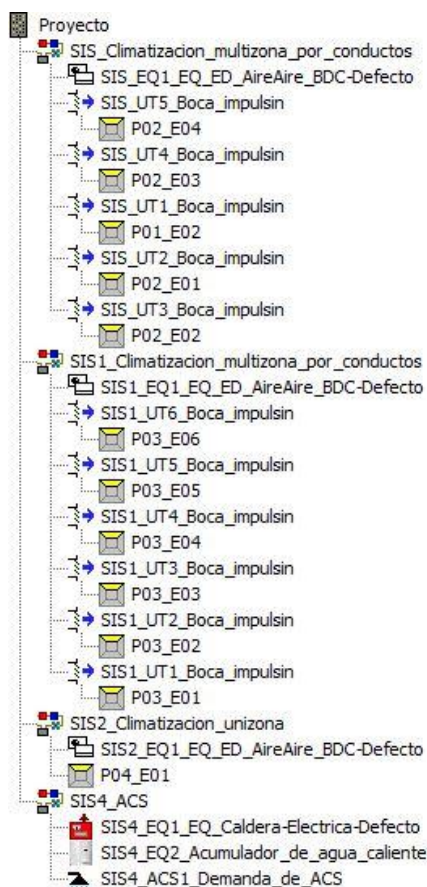 Proyecto
SIS_Climatizacion_multizona_por_conductos
SIS_EQ1_EQ_ED_AireAire_BDC-Defecto
SIS_UT5_Boca_impulsin
P02_E04
SIS_UT4_Boca_impulsin
P02_E03
SIS_UT1_Boca_impulsin
P01_E02
SIS_UT2_Boca_impulsin
P02_E01
SIS_UT3_Boca_impulsin
P02_E02
SIS1_Climatizacion_multizona_por_conductos
SIS1_EQ1_EQ_ED_AireAire_BDC-Defecto
SIS1_UT6_Boca_impulsin
P03_E06
SIS1_UT5_Boca_impulsin
P03_E05
SIS1_UT4_Boca_impulsin
P03_E04
SIS1_UT3_Boca_impulsin
P03_E03
SIS1_UT2_Boca_impulsin
P03_E02
SIS1_UT1_Boca_impulsin
P03_E01
SIS2_Climatizacion_unizona
SIS2_EQ1_EQ_ED_AireAire_BDC-Defecto
P04_E01
SIS4_ACS
SIS4_EQ1_EQ_Caldera-Electrica-Defecto
SIS4_EQ2_Acumulador_de_agua_caliente
SIS4_ACS1_Demanda_de_ACS